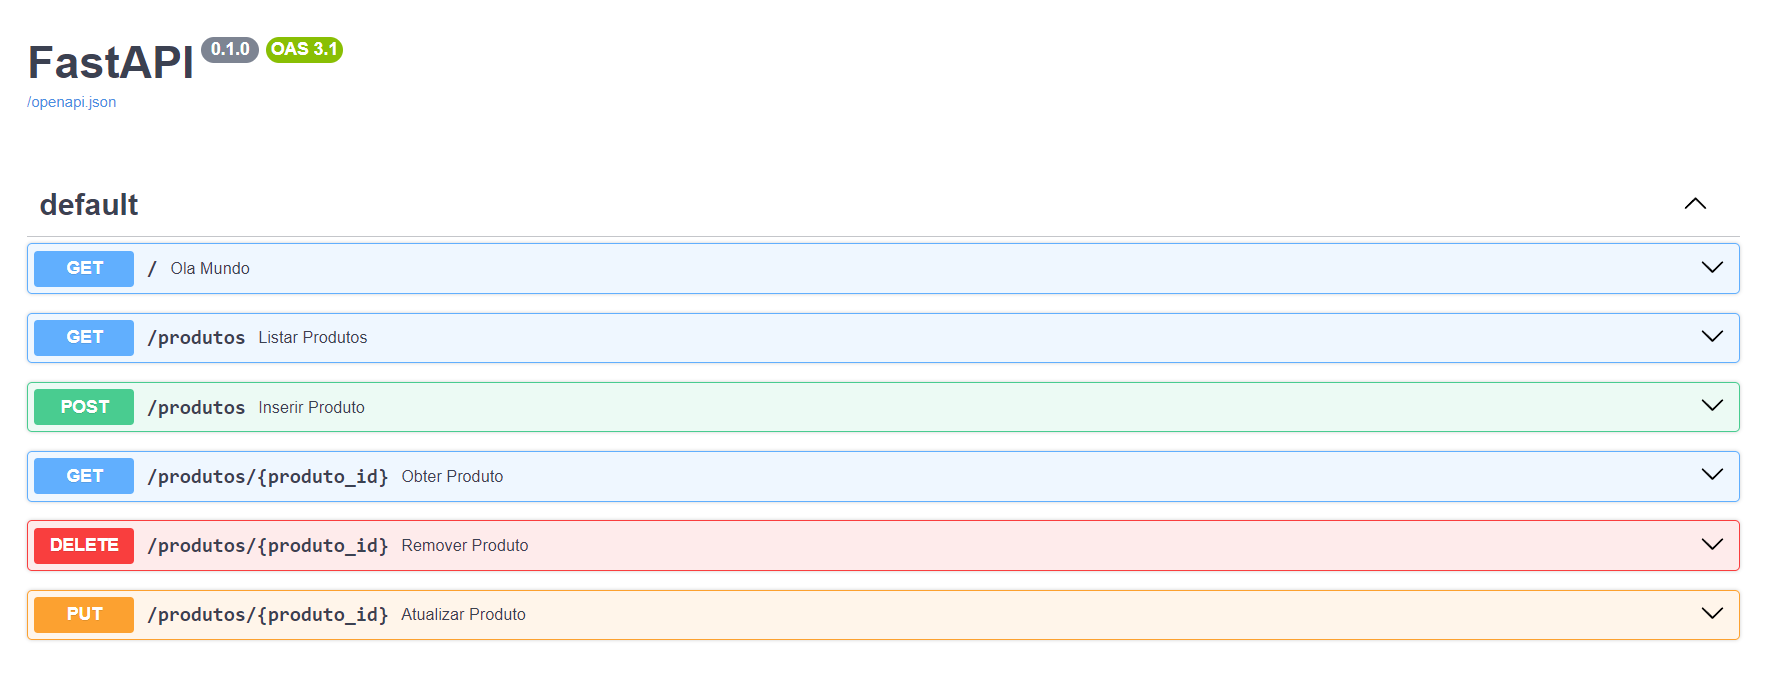 FastAPI 0.1.0 OAS 3.1
/openapi.json
default
GET / Ola Mundo
GET /produtos Listar Produtos
POST /produtos Inserir Produto
GET /produtos/{produto_id} Obter Produto
DELETE /produtos/{produto_id} Remover Produto
PUT /produtos/{produto_id} Atualizar Produto